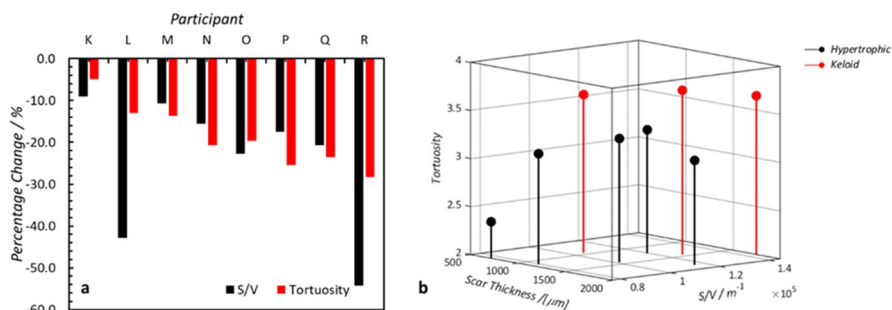 Participant
K L M N O P Q R
0.0
-10.0
-20.0
-30.0
-40.0
-50.0
-60.0
Percentage Change / %
a
S/V Tortuosity
Hypertrophic
Keloid
4
3.5
3
2.5
2
Tortuosity
500
1000
1500
2000
Scar Thickness /[μm]
0.8 1 1.2 1.4
S/V / m⁻¹
×10⁵
b